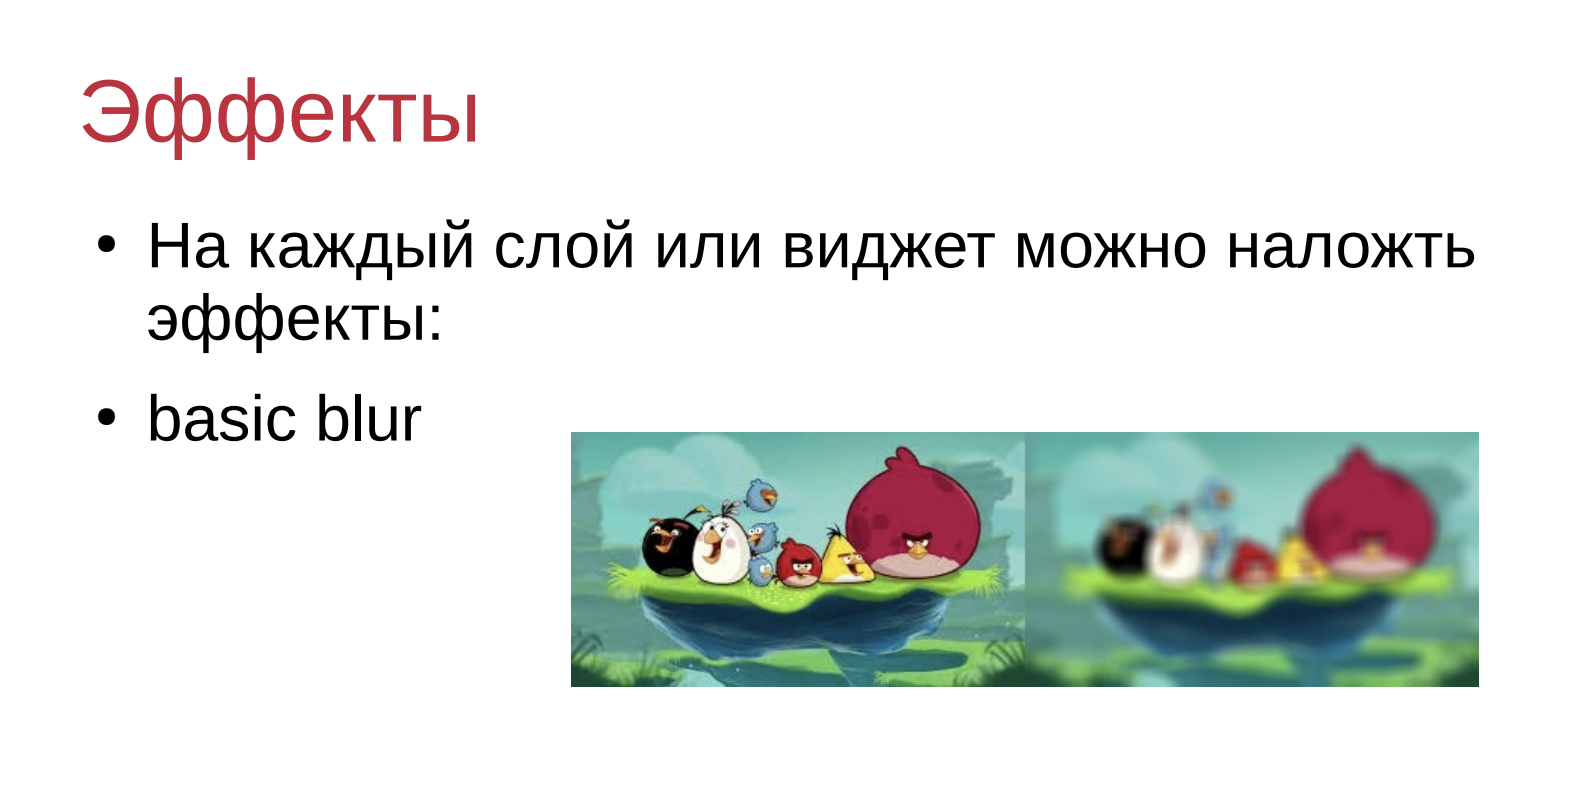 Эффекты
• На каждый слой или виджет можно наложть
эффекты:
• basic blur